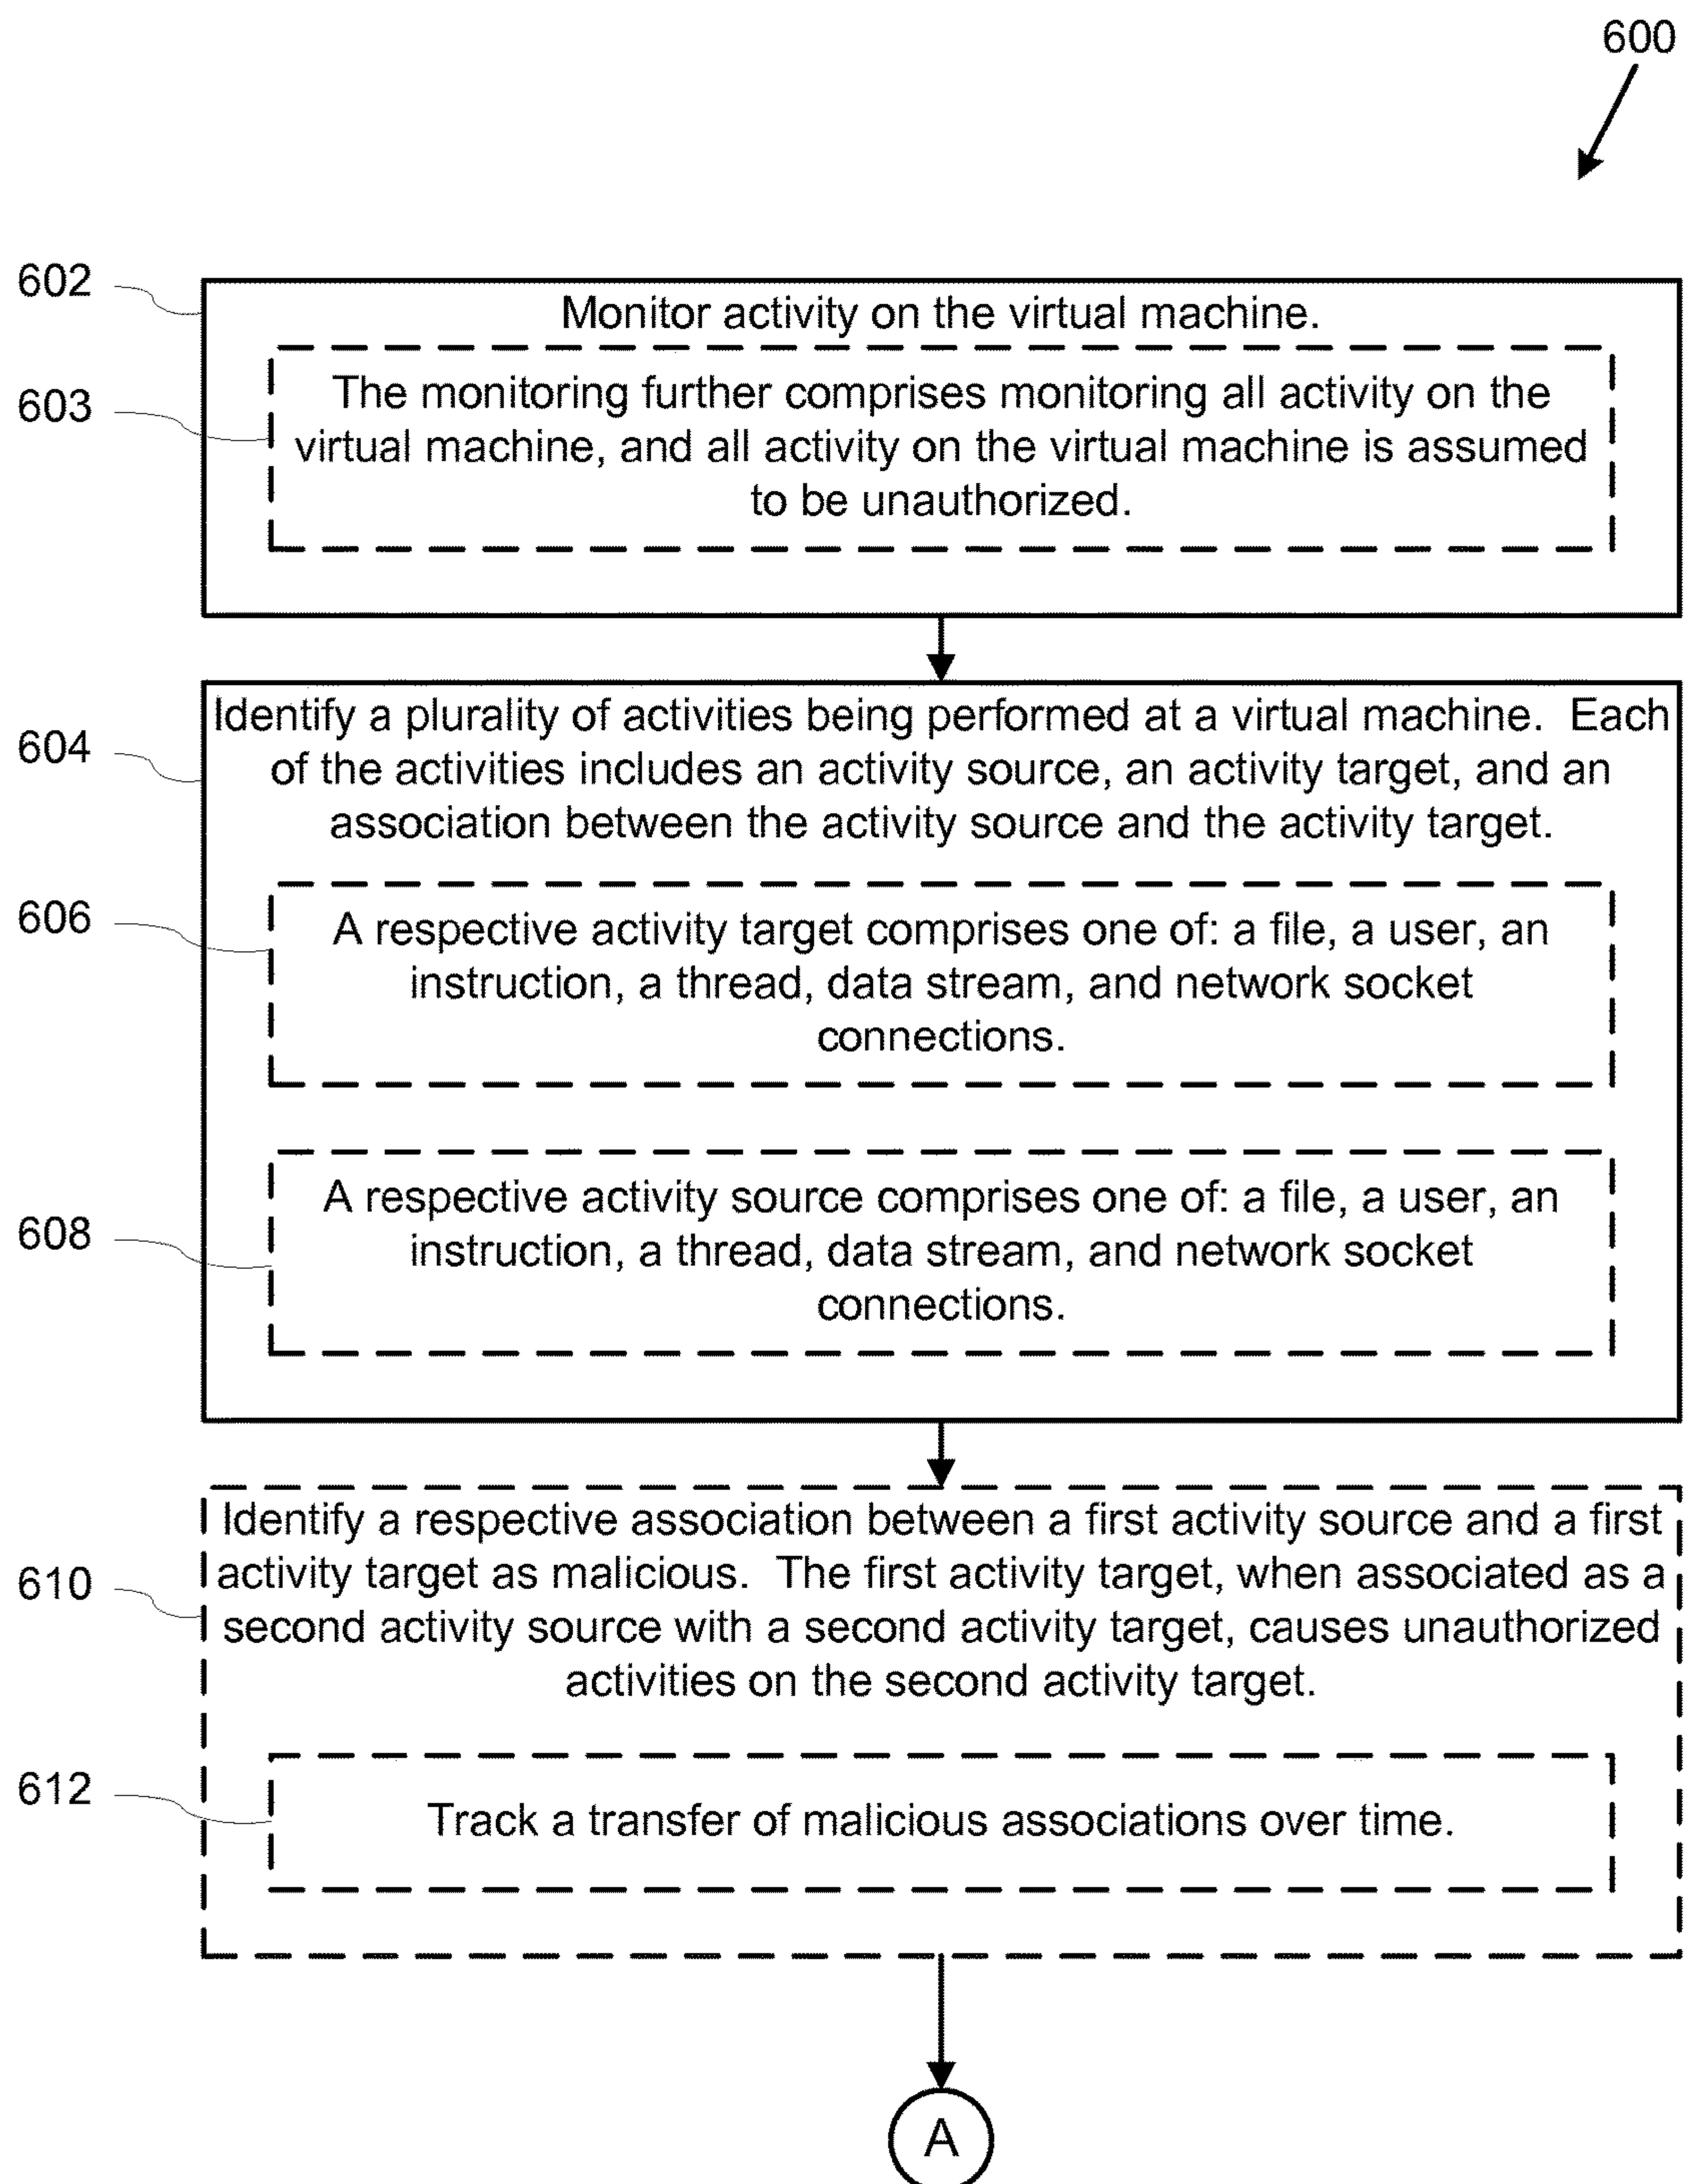 600
602
Monitor activity on the virtual machine.
603
The monitoring further comprises monitoring all activity on the
virtual machine, and all activity on the virtual machine is assumed
to be unauthorized.
604
Identify a plurality of activities being performed at a virtual machine.  Each
of the activities includes an activity source, an activity target, and an
association between the activity source and the activity target.
606
A respective activity target comprises one of: a file, a user, an
instruction, a thread, data stream, and network socket
connections.
608
A respective activity source comprises one of: a file, a user, an
instruction, a thread, data stream, and network socket
connections.
610
Identify a respective association between a first activity source and a first
activity target as malicious.  The first activity target, when associated as a
second activity source with a second activity target, causes unauthorized
activities on the second activity target.
612
Track a transfer of malicious associations over time.
A